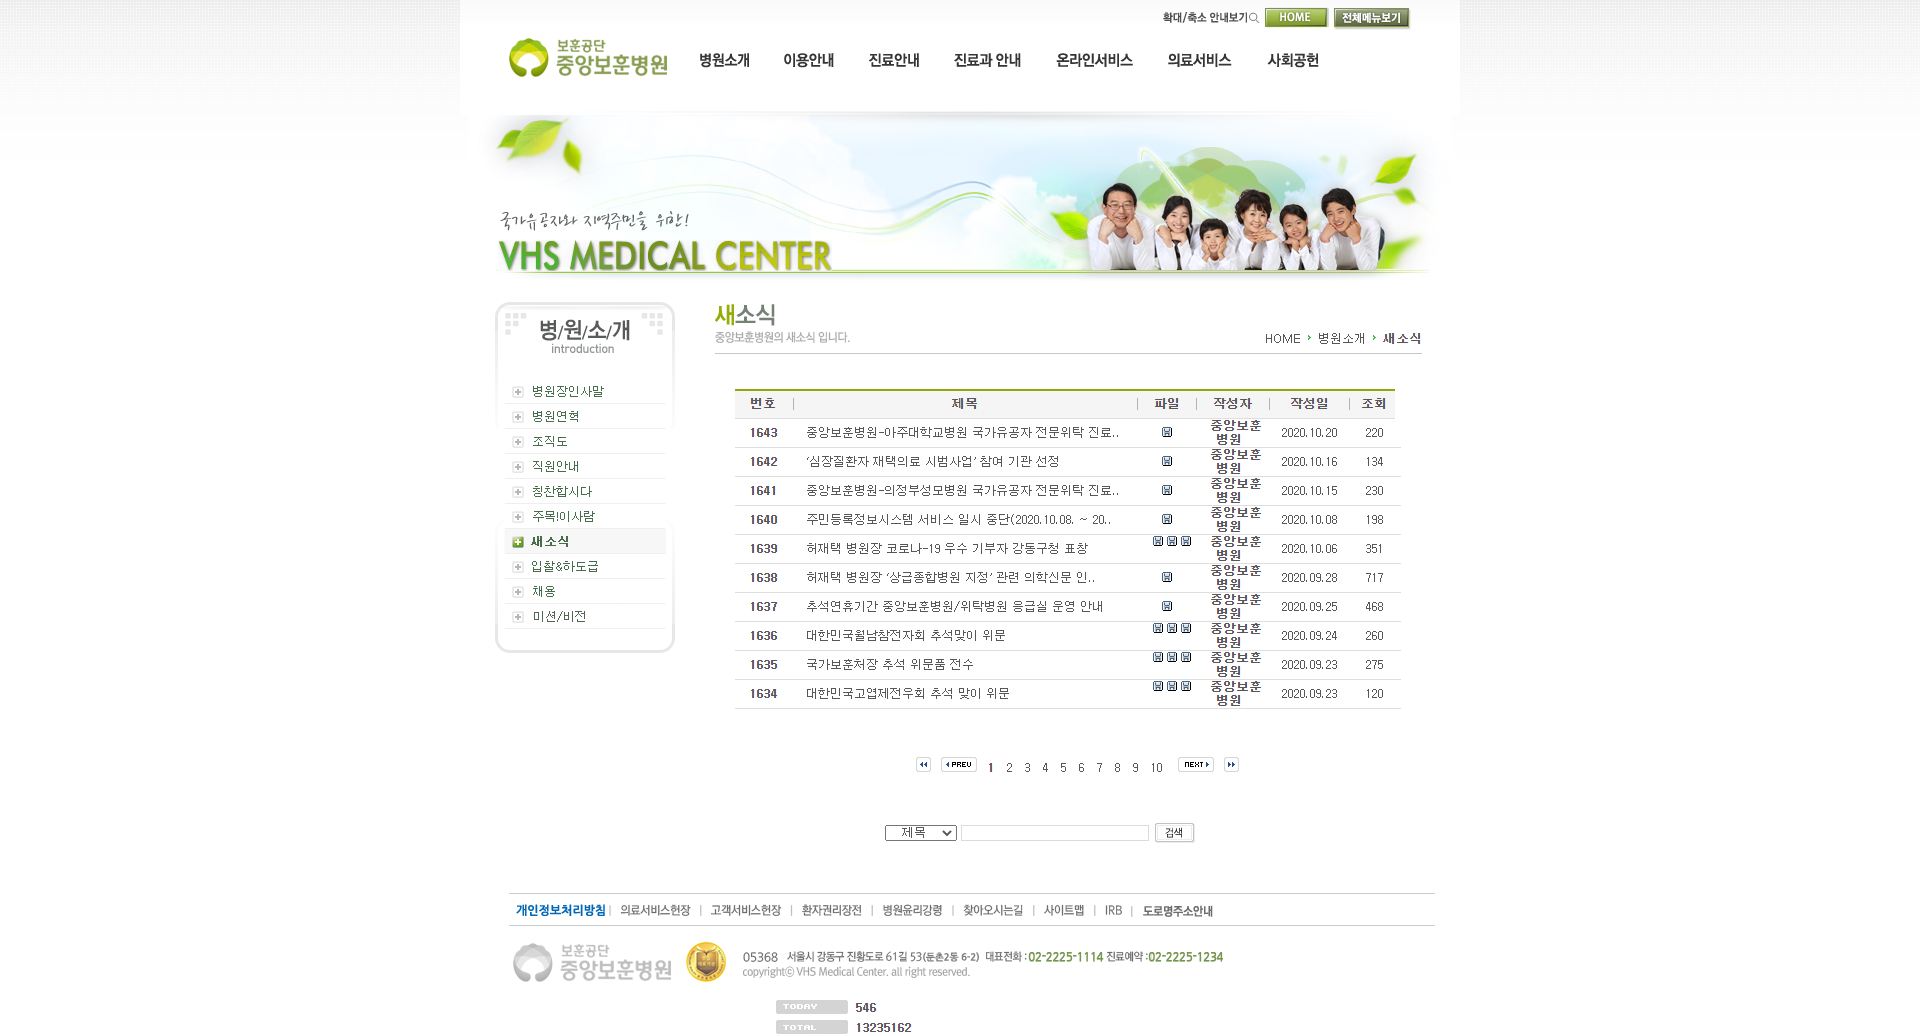 확대/축소 안내보기 HOME 전체메뉴보기
보훈공단
중앙보훈병원
병원소개 이용안내 진료안내 진료과 안내 온라인서비스 의료서비스 사회공헌
국가유공자와 지역주민을 위한!
VHS MEDICAL CENTER
병/원/소/개
introduction
병원장인사말
병원연혁
조직도
직원안내
칭찬합시다
주목!이사람
새소식
입찰&하도급
채용
미션/비전
새소식
중앙보훈병원의 새소식 입니다.
HOME 병원소개 새소식
번호 제목 파일 작성자 작성일 조회
1643 중앙보훈병원-아주대학교병원 국가유공자 전문위탁 진료.. 중앙보훈병원 2020.10.20 220
1642 ‘심장질환자 재택의료 시범사업’ 참여 기관 선정 중앙보훈병원 2020.10.16 134
1641 중앙보훈병원-의정부성모병원 국가유공자 전문위탁 진료.. 중앙보훈병원 2020.10.15 230
1640 주민등록정보시스템 서비스 일시 중단(2020.10.08. ~ 20.. 중앙보훈병원 2020.10.08 198
1639 허재택 병원장 코로나-19 우수 기부자 강동구청 표창 중앙보훈병원 2020.10.06 351
1638 허재택 병원장 ‘상급종합병원 지정’ 관련 의학신문 인.. 중앙보훈병원 2020.09.28 717
1637 추석연휴기간 중앙보훈병원/위탁병원 응급실 운영 안내 중앙보훈병원 2020.09.25 468
1636 대한민국월남참전자회 추석맞이 위문 중앙보훈병원 2020.09.24 260
1635 국가보훈처장 추석 위문품 전수 중앙보훈병원 2020.09.23 275
1634 대한민국고엽제전우회 추석 맞이 위문 중앙보훈병원 2020.09.23 120
PREV 1 2 3 4 5 6 7 8 9 10 NEXT
제목 검색
개인정보처리방침 | 의료서비스헌장 | 고객서비스헌장 | 환자권리장전 | 병원윤리강령 | 찾아오시는길 | 사이트맵 | IRB | 도로명주소안내
보훈공단
중앙보훈병원
05368 서울시 강동구 진황도로 61길 53(둔촌2동 6-2) 대표전화 : 02-2225-1114 진료예약 : 02-2225-1234
copyrightⓒ VHS Medical Center. all right reserved.
TODAY 546
TOTAL 13235162